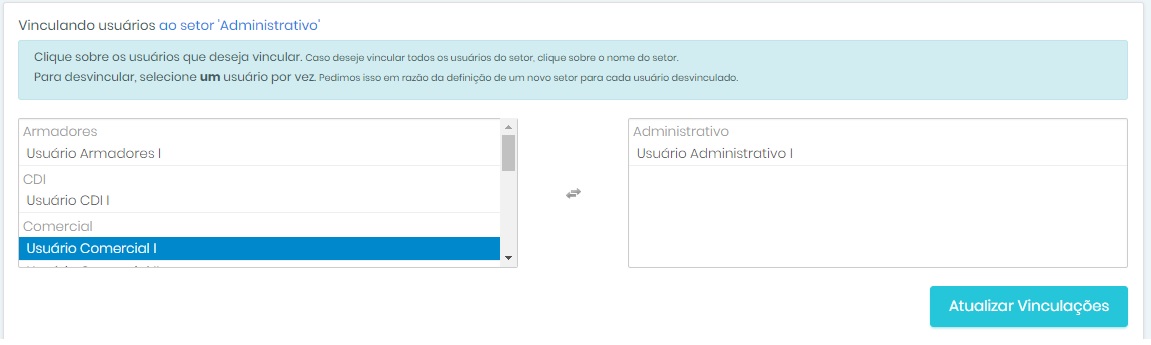 Vinculando usuários ao setor 'Administrativo'
Clique sobre os usuários que deseja vincular. Caso deseje vincular todos os usuários do setor, clique sobre o nome do setor.
Para desvincular, selecione um usuário por vez. Pedimos isso em razão da definição de um novo setor para cada usuário desvinculado.
Armadores
Usuário Armadores I
CDI
Usuário CDI I
Comercial
Usuário Comercial I
Administrativo
Usuário Administrativo I
Atualizar Vinculações